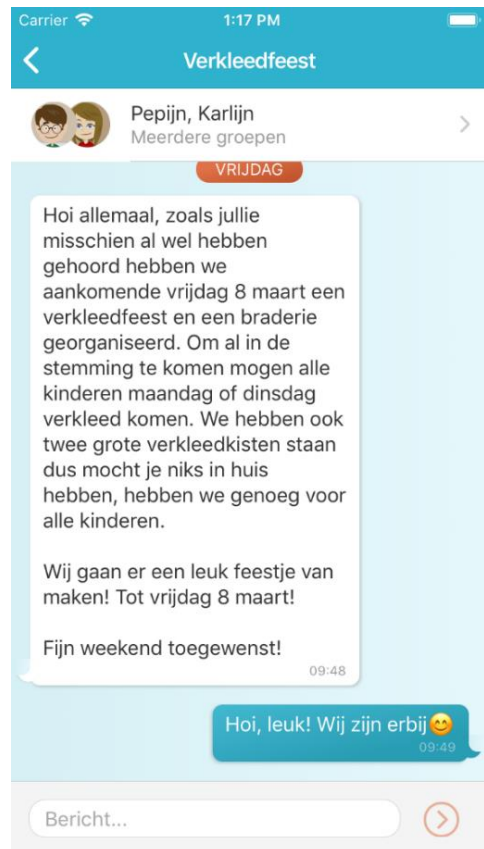 Carrier 1:17 PM
Verkleedfeest
Pepijn, Karlijn
Meerdere groepen
VRIJDAG
Hoi allemaal, zoals jullie
misschien al wel hebben
gehoord hebben we
aankomende vrijdag 8 maart een
verkleedfeest en een braderie
georganiseerd. Om al in de
stemming te komen mogen alle
kinderen maandag of dinsdag
verkleed komen. We hebben ook
twee grote verkleedkisten staan
dus mocht je niks in huis
hebben, hebben we genoeg voor
alle kinderen.
Wij gaan er een leuk feestje van
maken! Tot vrijdag 8 maart!
Fijn weekend toegewenst!
09:48
Hoi, leuk! Wij zijn erbij😊
09:49
Bericht...